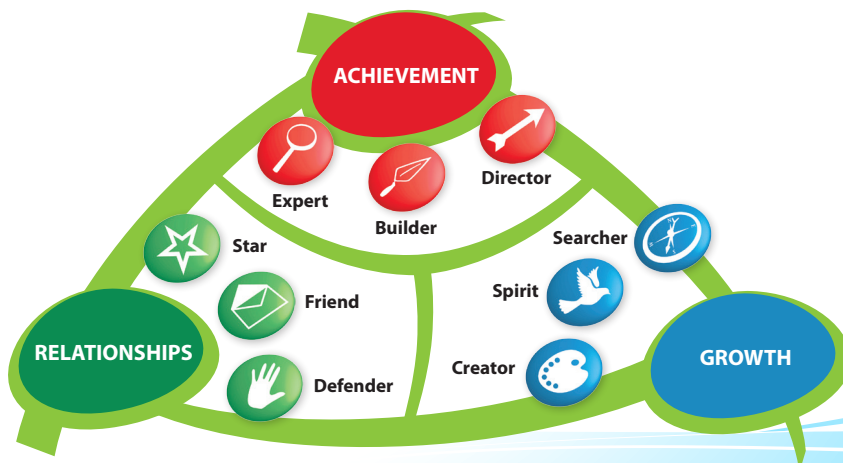 ACHIEVEMENT
Director
Expert
Builder
Star
Searcher
Friend
Spirit
RELATIONSHIPS
GROWTH
Defender
Creator